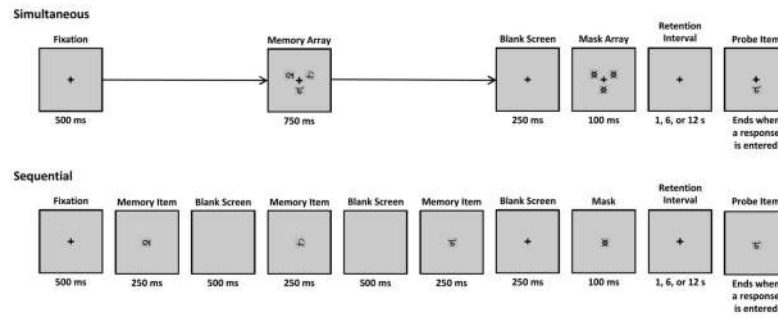 Simultaneous
Retention
Fixation Memory Array Blank Screen Mask Array Interval Probe Item
500 ms 750 ms 250 ms 100 ms 1, 6, or 12 s Ends when
a response
is entered
Sequential
Retention
Fixation Memory Item Blank Screen Memory Item Blank Screen Memory Item Blank Screen Mask Interval Probe Item
500 ms 250 ms 500 ms 250 ms 500 ms 250 ms 250 ms 100 ms 1, 6, or 12 s Ends when
a response
is entered